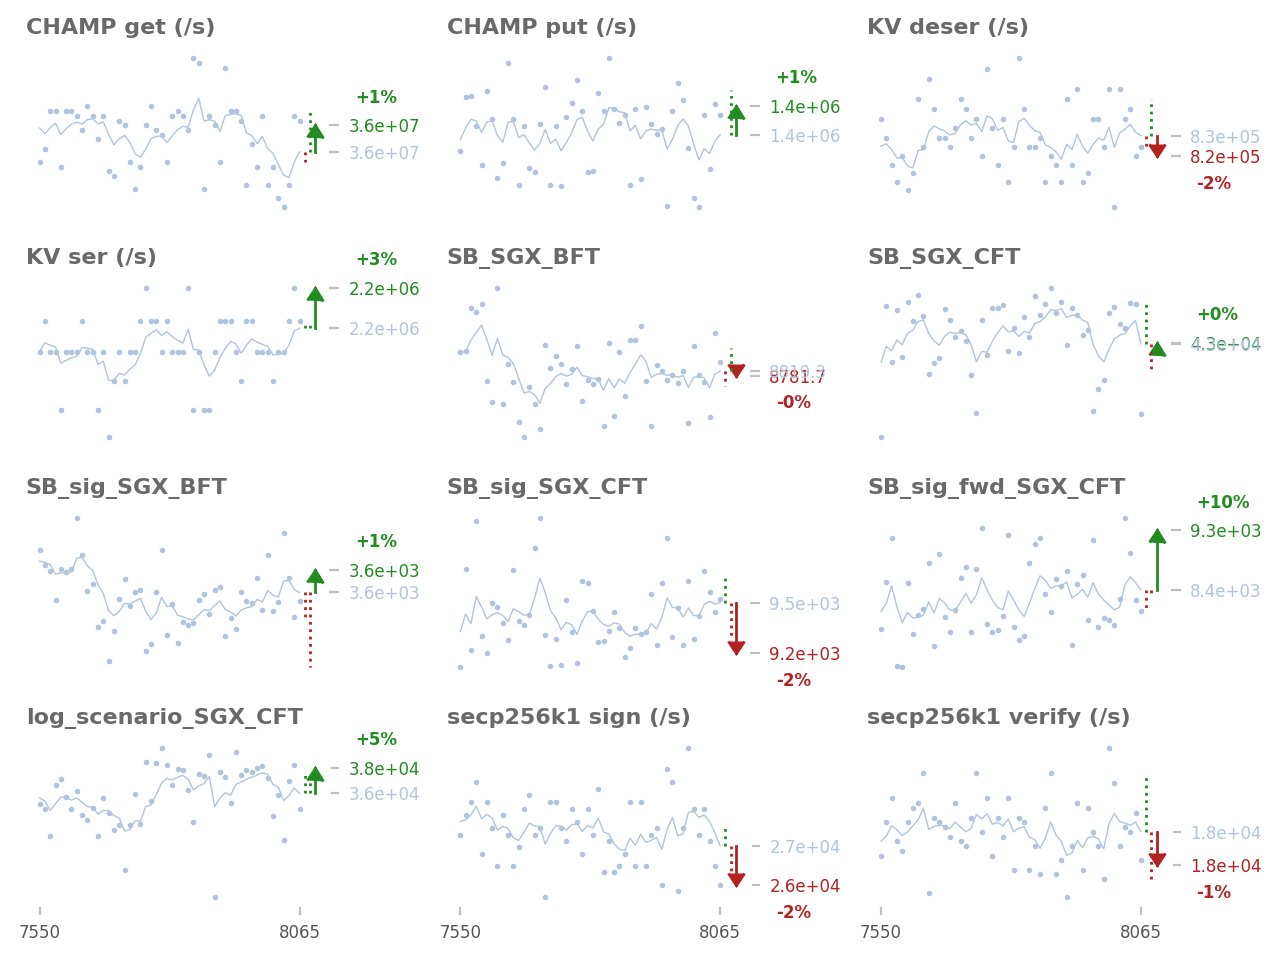 CHAMP get (/s)
+1%
3.6e+07
3.6e+07
CHAMP put (/s)
+1%
1.4e+06
1.4e+06
KV deser (/s)
8.3e+05
8.2e+05
-2%
KV ser (/s)
+3%
2.2e+06
2.2e+06
SB_SGX_BFT
8781.7
-0%
SB_SGX_CFT
+0%
4.3e+04
SB_sig_SGX_BFT
+1%
3.6e+03
3.6e+03
SB_sig_SGX_CFT
9.5e+03
9.2e+03
-2%
SB_sig_fwd_SGX_CFT
+10%
9.3e+03
8.4e+03
log_scenario_SGX_CFT
+5%
3.8e+04
3.6e+04
secp256k1 sign (/s)
2.7e+04
2.6e+04
-2%
secp256k1 verify (/s)
1.8e+04
1.8e+04
-1%
7550 8065
7550 8065
7550 8065